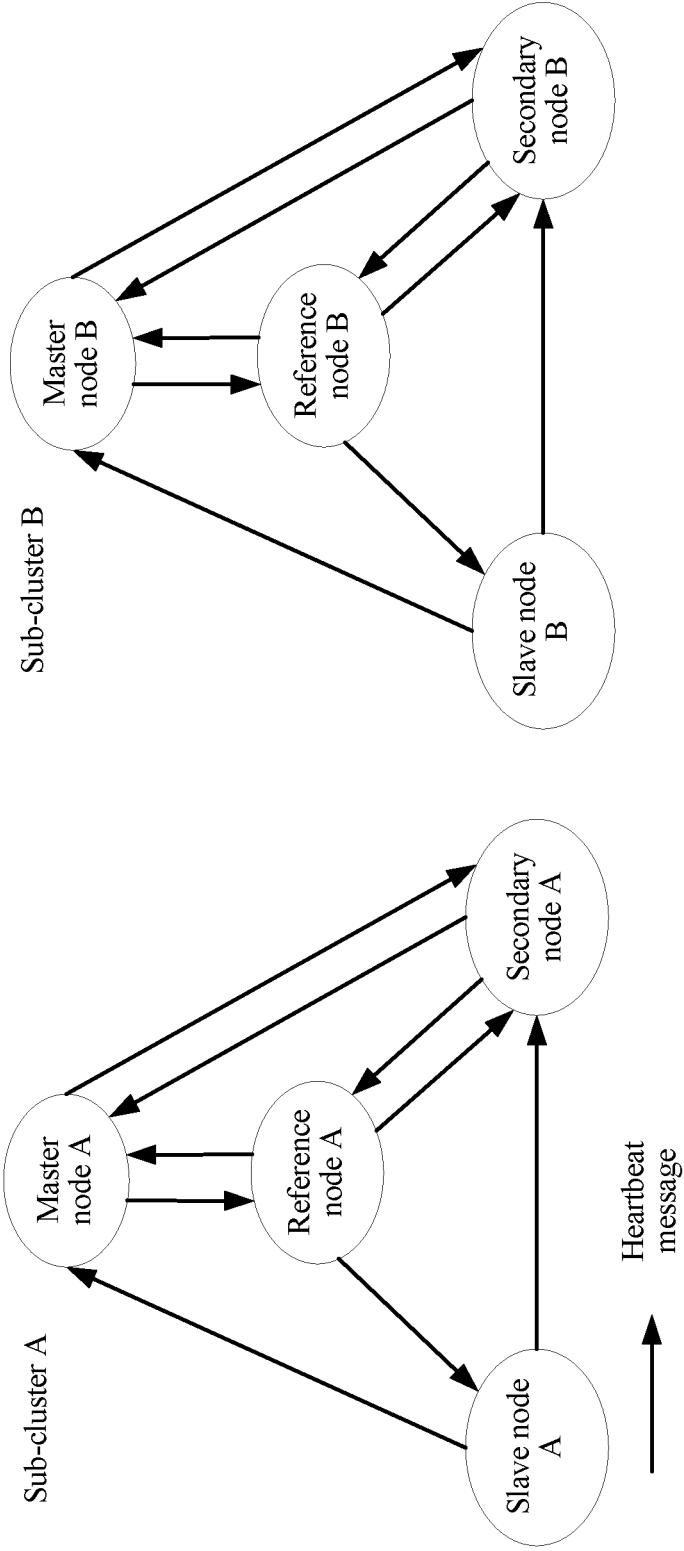 Sub-cluster A
Master
node A
Reference
node A
Slave node
A
Secondary
node A
Sub-cluster B
Master
node B
Reference
node B
Slave node
B
Secondary
node B
Heartbeat
message